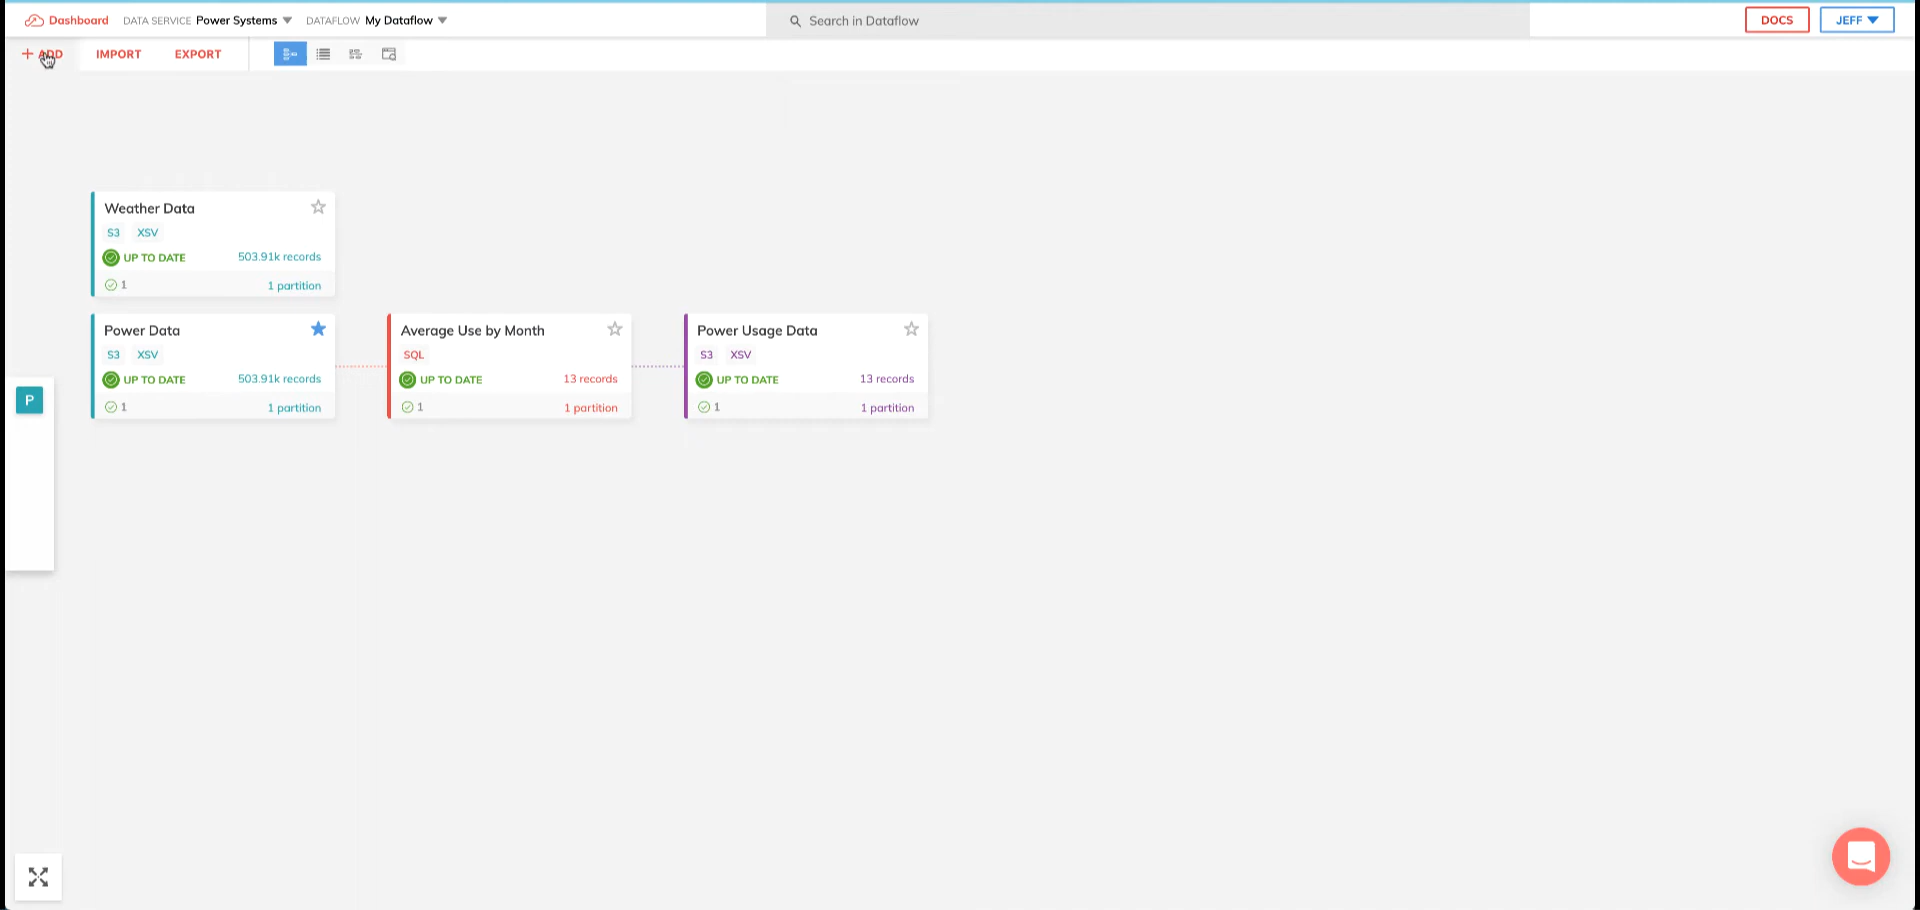 Dashboard DATA SERVICE Power Systems DATAFLOW My Dataflow Search in Dataflow DOCS JEFF
+ ADD IMPORT EXPORT
Weather Data
S3 XSV
UP TO DATE 503.91k records
1 1 partition
Power Data
S3 XSV
UP TO DATE 503.91k records
1 1 partition
Average Use by Month
SQL
UP TO DATE 13 records
1 1 partition
Power Usage Data
S3 XSV
UP TO DATE 13 records
1 1 partition
P